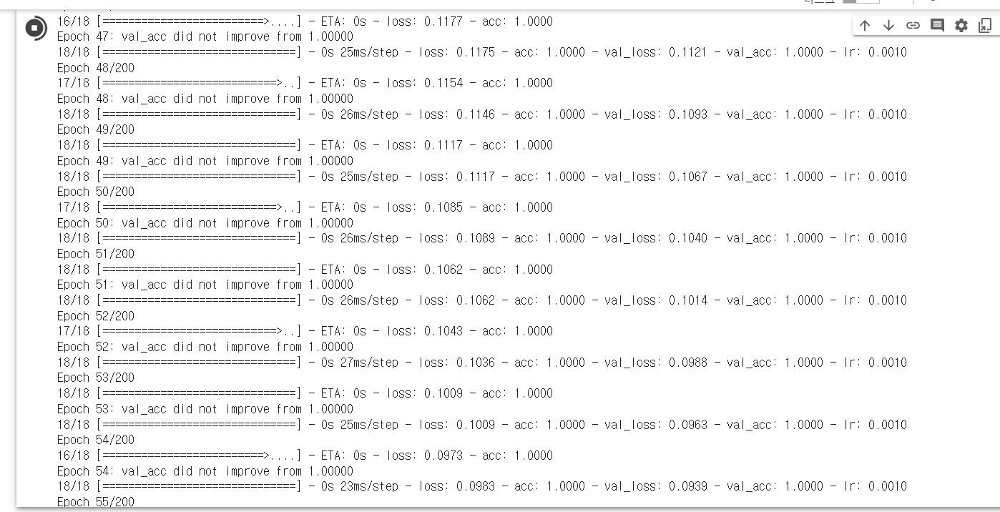 16/18 [=========================>....] - ETA: 0s - loss: 0.1177 - acc: 1.0000
Epoch 47: val_acc did not improve from 1.00000
18/18 [==============================] - 0s 25ms/step - loss: 0.1175 - acc: 1.0000 - val_loss: 0.1121 - val_acc: 1.0000 - lr: 0.0010
Epoch 48/200
17/18 [===========================>..] - ETA: 0s - loss: 0.1154 - acc: 1.0000
Epoch 48: val_acc did not improve from 1.00000
18/18 [==============================] - 0s 26ms/step - loss: 0.1146 - acc: 1.0000 - val_loss: 0.1093 - val_acc: 1.0000 - lr: 0.0010
Epoch 49/200
18/18 [==============================] - ETA: 0s - loss: 0.1117 - acc: 1.0000
Epoch 49: val_acc did not improve from 1.00000
18/18 [==============================] - 0s 25ms/step - loss: 0.1117 - acc: 1.0000 - val_loss: 0.1067 - val_acc: 1.0000 - lr: 0.0010
Epoch 50/200
17/18 [===========================>..] - ETA: 0s - loss: 0.1085 - acc: 1.0000
Epoch 50: val_acc did not improve from 1.00000
18/18 [==============================] - 0s 26ms/step - loss: 0.1089 - acc: 1.0000 - val_loss: 0.1040 - val_acc: 1.0000 - lr: 0.0010
Epoch 51/200
18/18 [==============================] - ETA: 0s - loss: 0.1062 - acc: 1.0000
Epoch 51: val_acc did not improve from 1.00000
18/18 [==============================] - 0s 26ms/step - loss: 0.1062 - acc: 1.0000 - val_loss: 0.1014 - val_acc: 1.0000 - lr: 0.0010
Epoch 52/200
17/18 [===========================>..] - ETA: 0s - loss: 0.1043 - acc: 1.0000
Epoch 52: val_acc did not improve from 1.00000
18/18 [==============================] - 0s 27ms/step - loss: 0.1036 - acc: 1.0000 - val_loss: 0.0988 - val_acc: 1.0000 - lr: 0.0010
Epoch 53/200
18/18 [==============================] - ETA: 0s - loss: 0.1009 - acc: 1.0000
Epoch 53: val_acc did not improve from 1.00000
18/18 [==============================] - 0s 25ms/step - loss: 0.1009 - acc: 1.0000 - val_loss: 0.0963 - val_acc: 1.0000 - lr: 0.0010
Epoch 54/200
16/18 [=========================>....] - ETA: 0s - loss: 0.0973 - acc: 1.0000
Epoch 54: val_acc did not improve from 1.00000
18/18 [==============================] - 0s 23ms/step - loss: 0.0983 - acc: 1.0000 - val_loss: 0.0939 - val_acc: 1.0000 - lr: 0.0010
Epoch 55/200